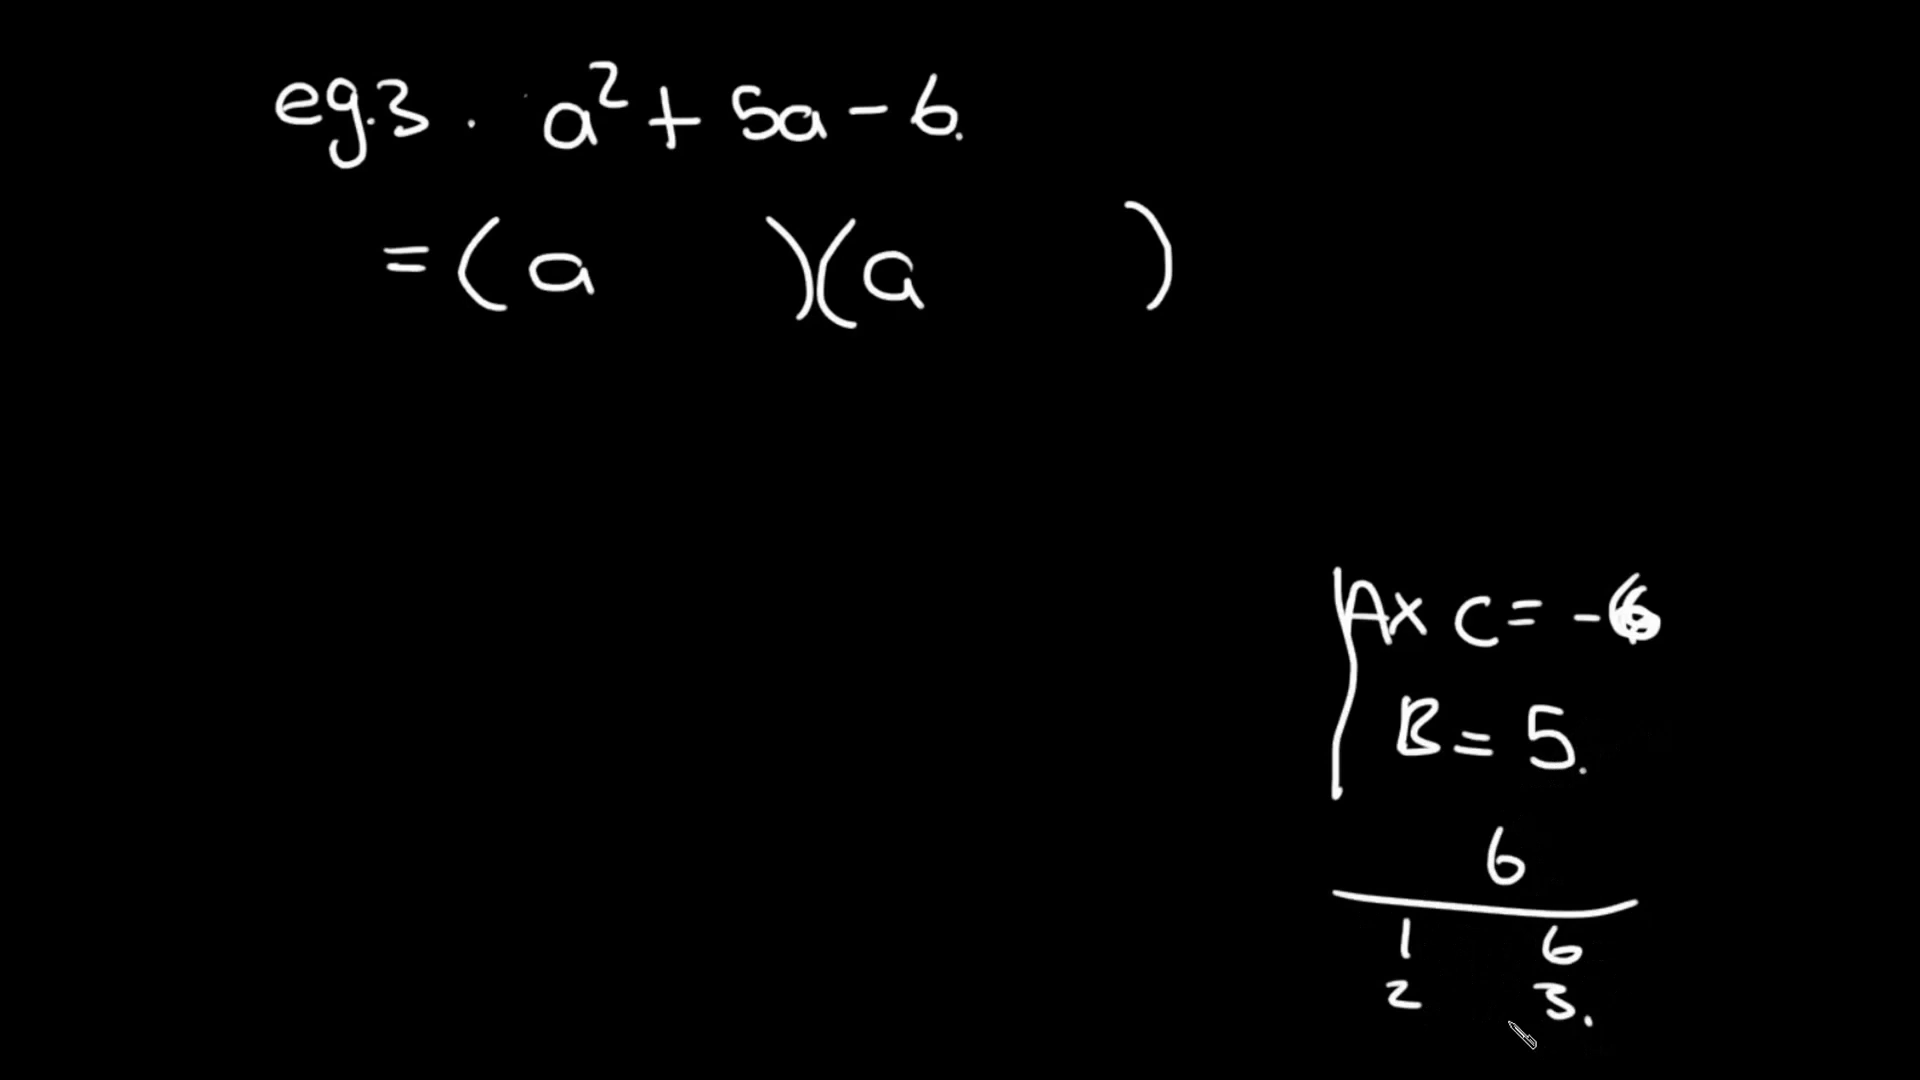 eg.3. a² + 5a - 6.
= ( a )( a )
A x C = -6
B = 5.
6
1 6
2 3.